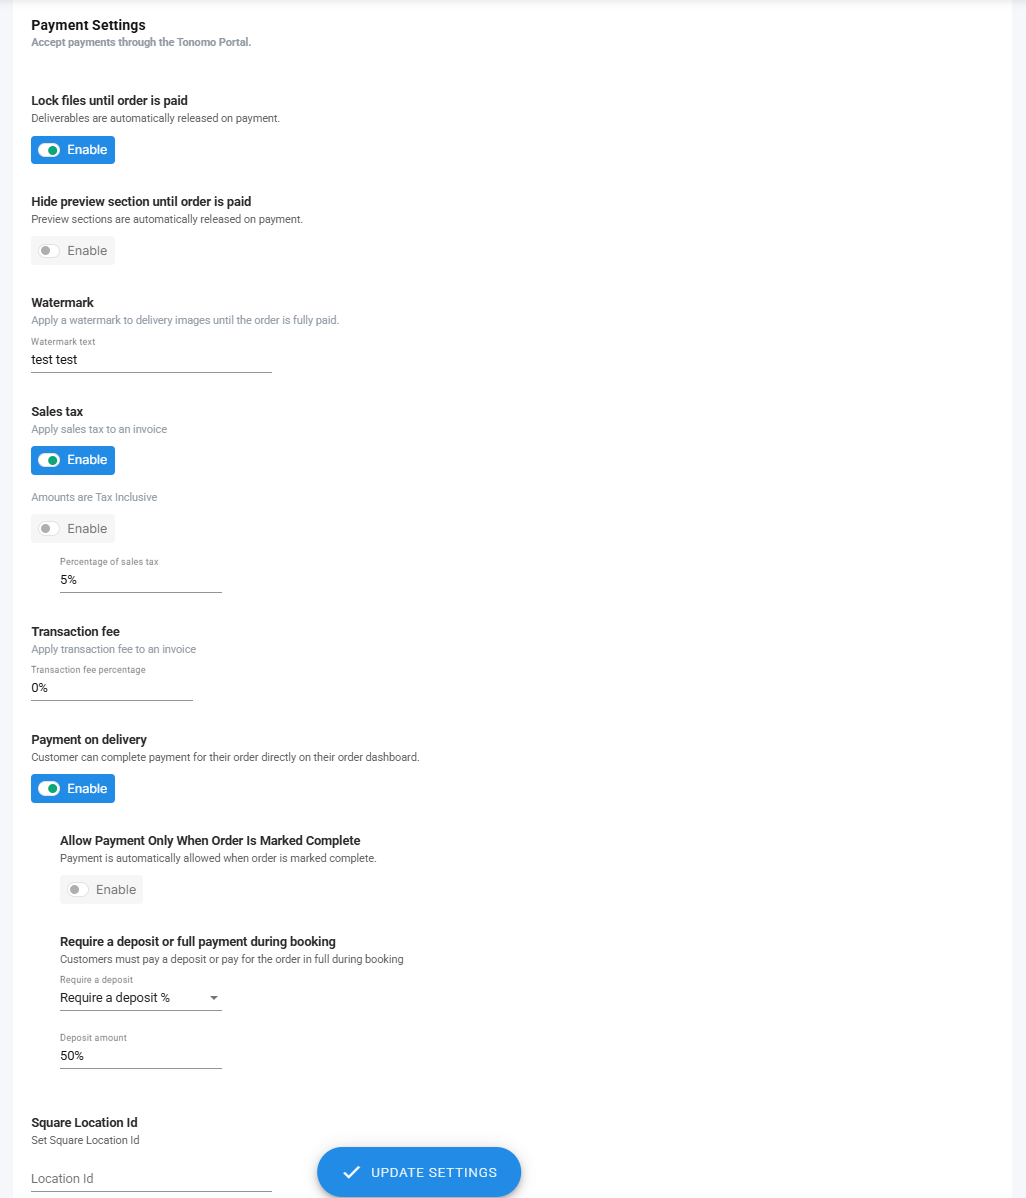 Payment Settings
Accept payments through the Tonomo Portal.
Lock files until order is paid
Deliverables are automatically released on payment.
Enable
Hide preview section until order is paid
Preview sections are automatically released on payment.
Enable
Watermark
Apply a watermark to delivery images until the order is fully paid.
Watermark text
test test
Sales tax
Apply sales tax to an invoice
Enable
Amounts are Tax Inclusive
Enable
Percentage of sales tax
5%
Transaction fee
Apply transaction fee to an invoice
Transaction fee percentage
0%
Payment on delivery
Customer can complete payment for their order directly on their order dashboard.
Enable
Allow Payment Only When Order Is Marked Complete
Payment is automatically allowed when order is marked complete.
Enable
Require a deposit or full payment during booking
Customers must pay a deposit or pay for the order in full during booking
Require a deposit
Require a deposit %
Deposit amount
50%
Square Location Id
Set Square Location Id
Location Id
UPDATE SETTINGS